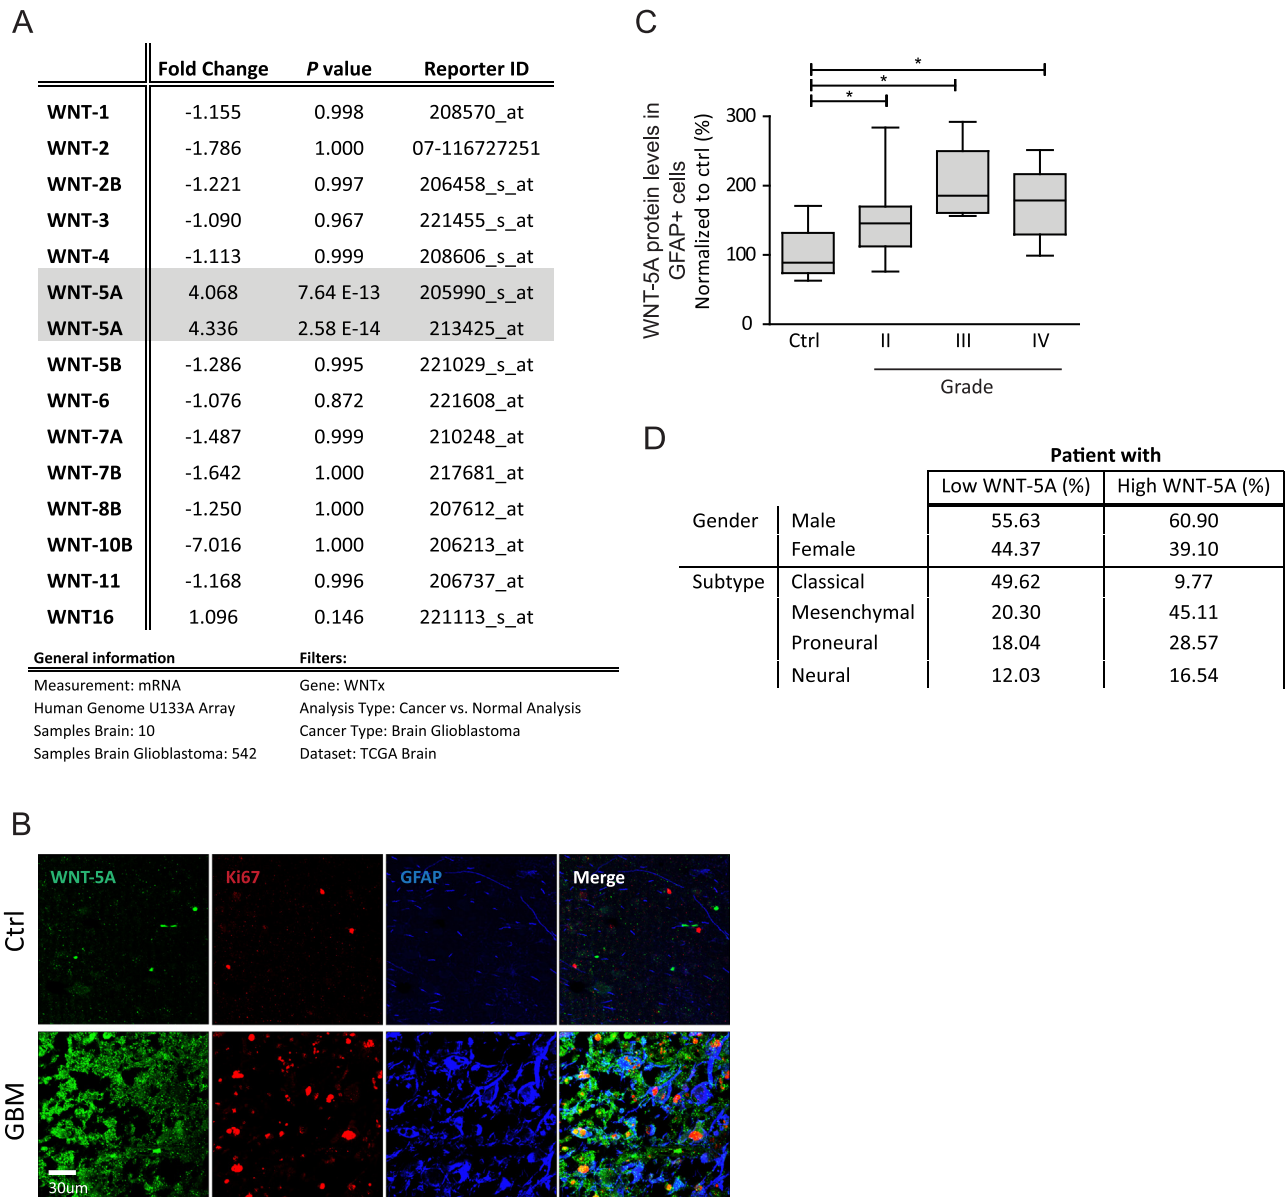 A
Fold Change P value Reporter ID
WNT-1 -1.155 0.998 208570_at
WNT-2 -1.786 1.000 07-116727251
WNT-2B -1.221 0.997 206458_s_at
WNT-3 -1.090 0.967 221455_s_at
WNT-4 -1.113 0.999 208606_s_at
WNT-5A 4.068 7.64 E-13 205990_s_at
WNT-5A 4.336 2.58 E-14 213425_at
WNT-5B -1.286 0.995 221029_s_at
WNT-6 -1.076 0.872 221608_at
WNT-7A -1.487 0.999 210248_at
WNT-7B -1.642 1.000 217681_at
WNT-8B -1.250 1.000 207612_at
WNT-10B -7.016 1.000 206213_at
WNT-11 -1.168 0.996 206737_at
WNT16 1.096 0.146 221113_s_at
General information Filters:
Measurement: mRNA Gene: WNTx
Human Genome U133A Array Analysis Type: Cancer vs. Normal Analysis
Samples Brain: 10 Cancer Type: Brain Glioblastoma
Samples Brain Glioblastoma: 542 Dataset: TCGA Brain
B
WNT-5A Ki67 GFAP Merge
Ctrl
GBM
30um
C
WNT-5A protein levels in
GFAP+ cells
Normalized to ctrl (%)
*
*
*
300
200
100
0
Ctrl II III IV
Grade
D
Patient with
Low WNT-5A (%) High WNT-5A (%)
Gender Male 55.63 60.90
Female 44.37 39.10
Subtype Classical 49.62 9.77
Mesenchymal 20.30 45.11
Proneural 18.04 28.57
Neural 12.03 16.54